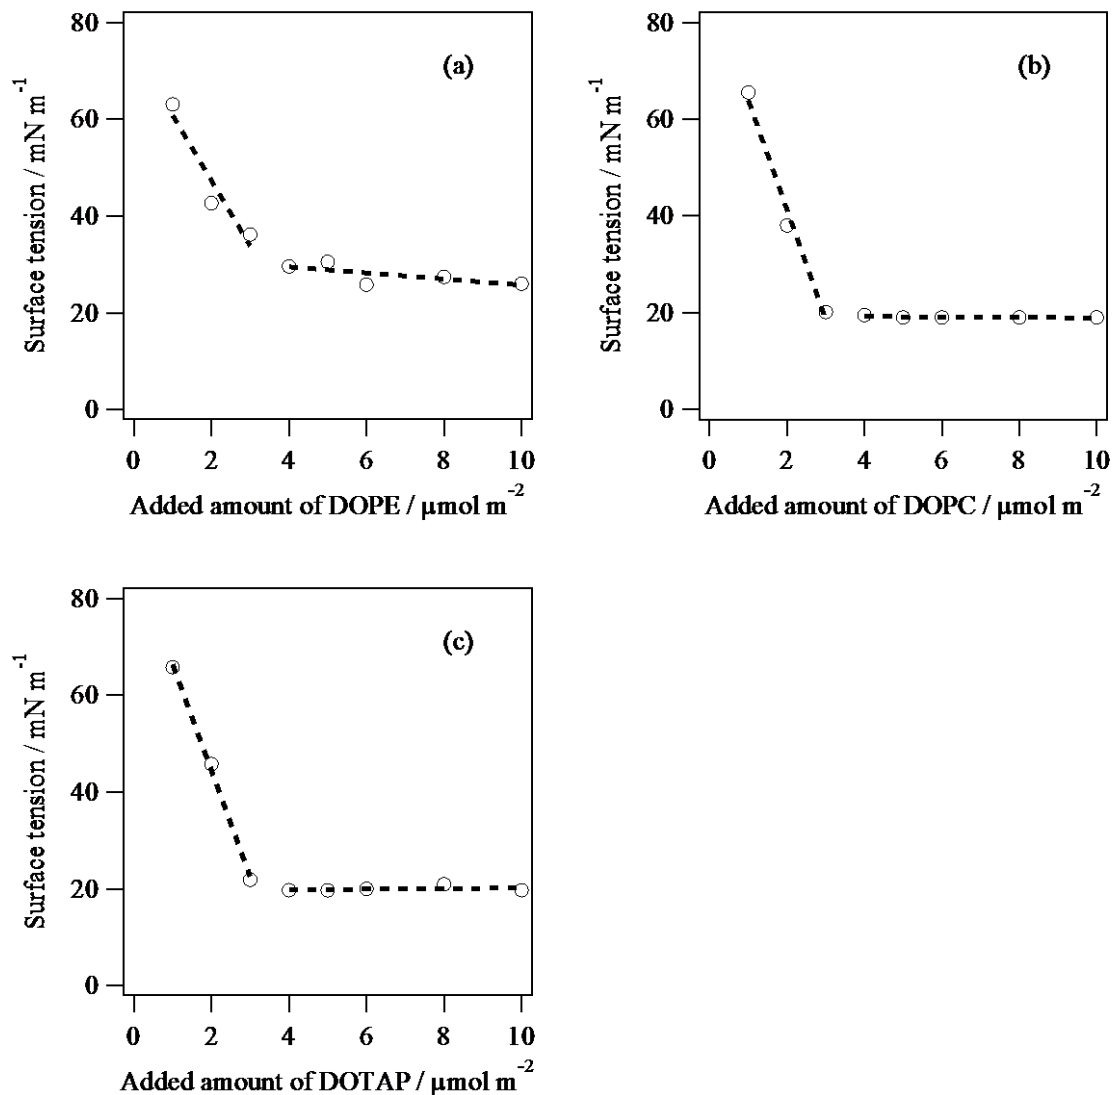 80
60
40
20
0
Surface tension / mN m⁻¹
(a)
0 2 4 6 8 10
Added amount of DOPE / μmol m⁻²
80
60
40
20
0
Surface tension / mN m⁻¹
(b)
0 2 4 6 8 10
Added amount of DOPC / μmol m⁻²
80
60
40
20
0
Surface tension / mN m⁻¹
(c)
0 2 4 6 8 10
Added amount of DOTAP / μmol m⁻²